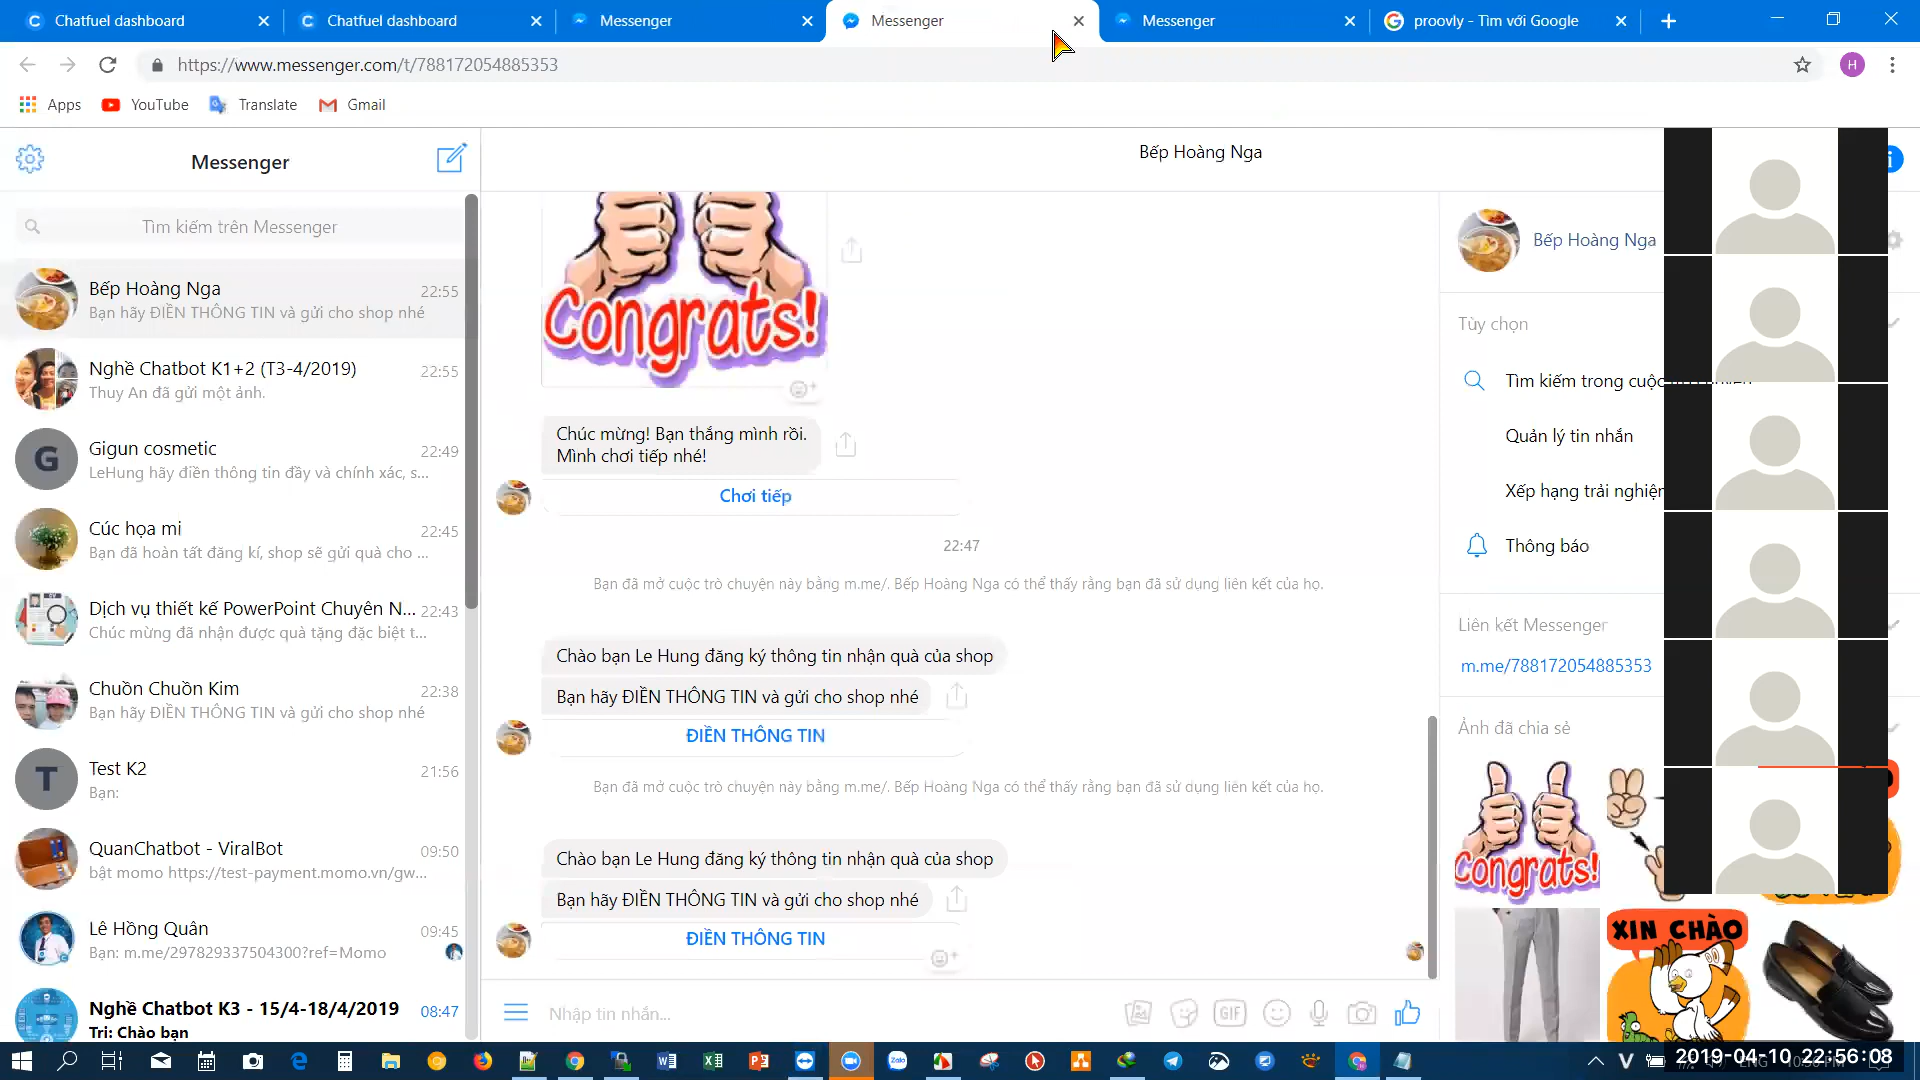 Chatfuel dashboard
Chatfuel dashboard
Messenger
Messenger
Messenger
proovly - Tìm với Google
https://www.messenger.com/t/788172054885353
H
Apps
YouTube
Translate
Gmail
Messenger
Tìm kiếm trên Messenger
Bếp Hoàng Nga
22:55
Bạn hãy ĐIỀN THÔNG TIN và gửi cho shop nhé
Nghề Chatbot K1+2 (T3-4/2019)
22:55
Thuy An đã gửi một ảnh.
G
Gigun cosmetic
22:49
LeHung hãy điền thông tin đầy và chính xác, s...
Cúc họa mi
22:45
Bạn đã hoàn tất đăng kí, shop sẽ gửi quà cho ...
Dịch vụ thiết kế PowerPoint Chuyên N...
22:43
Chúc mừng đã nhận được quà tặng đặc biệt t...
Chuồn Chuồn Kim
22:38
Bạn hãy ĐIỀN THÔNG TIN và gửi cho shop nhé
T
Test K2
21:56
Bạn:
QuanChatbot - ViralBot
09:50
bật momo https://test-payment.momo.vn/gw...
Lê Hồng Quân
09:45
Bạn: m.me/297829337504300?ref=Momo
Nghề Chatbot K3 - 15/4-18/4/2019
08:47
Tri: Chào bạn
Bếp Hoàng Nga
Congrats!
Chúc mừng! Bạn thắng mình rồi.
Mình chơi tiếp nhé!
Chơi tiếp
22:47
Bạn đã mở cuộc trò chuyện này bằng m.me/. Bếp Hoàng Nga có thể thấy rằng bạn đã sử dụng liên kết của họ.
Chào bạn Le Hung đăng ký thông tin nhận quà của shop
Bạn hãy ĐIỀN THÔNG TIN và gửi cho shop nhé
ĐIỀN THÔNG TIN
Bạn đã mở cuộc trò chuyện này bằng m.me/. Bếp Hoàng Nga có thể thấy rằng bạn đã sử dụng liên kết của họ.
Chào bạn Le Hung đăng ký thông tin nhận quà của shop
Bạn hãy ĐIỀN THÔNG TIN và gửi cho shop nhé
ĐIỀN THÔNG TIN
Nhập tin nhắn...
GIF
Bếp Hoàng Nga
Tùy chọn
Tìm kiếm trong cuộc
Quản lý tin nhắn
Xếp hạng trải nghiệm
Thông báo
Liên kết Messenger
m.me/788172054885353
Ảnh đã chia sẻ
Congrats!
XIN CHÀO
Zalo
V
2019-04-10 22:56:08